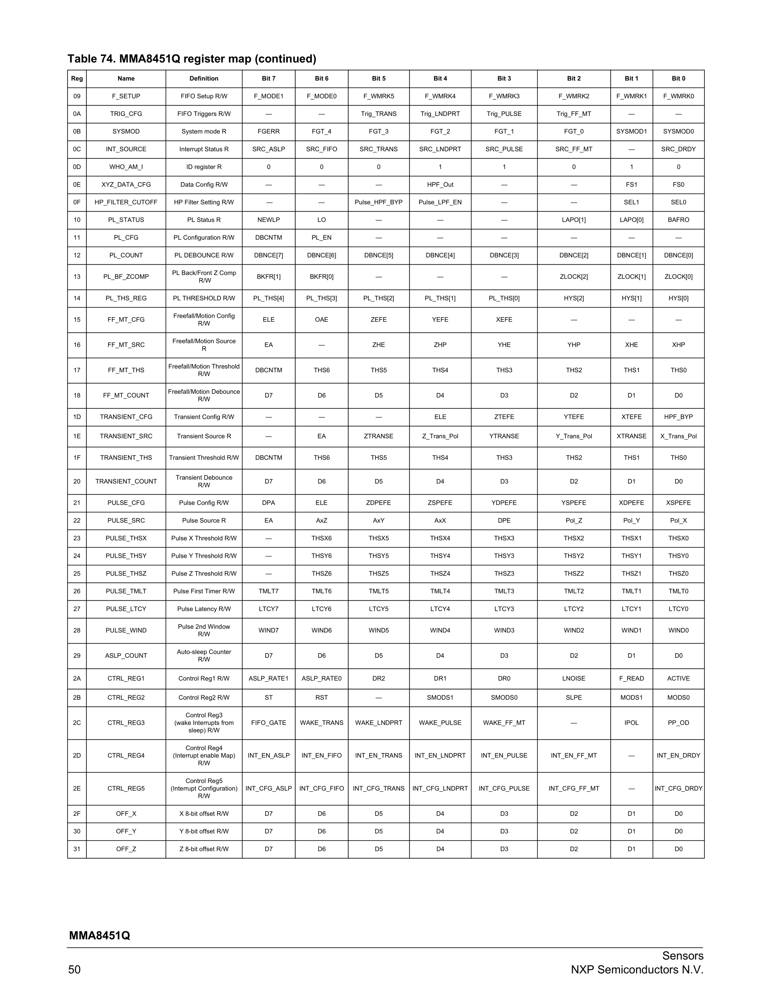 Table 74. MMA8451Q register map (continued)
Reg Name Definition Bit 7 Bit 6 Bit 5 Bit 4 Bit 3 Bit 2 Bit 1 Bit 0
09 F_SETUP FIFO Setup R/W F_MODE1 F_MODE0 F_WMRK5 F_WMRK4 F_WMRK3 F_WMRK2 F_WMRK1 F_WMRK0
0A TRIG_CFG FIFO Triggers R/W — — Trig_TRANS Trig_LNDPRT Trig_PULSE Trig_FF_MT — —
0B SYSMOD System mode R FGERR FGT_4 FGT_3 FGT_2 FGT_1 FGT_0 SYSMOD1 SYSMOD0
0C INT_SOURCE Interrupt Status R SRC_ASLP SRC_FIFO SRC_TRANS SRC_LNDPRT SRC_PULSE SRC_FF_MT — SRC_DRDY
0D WHO_AM_I ID register R 0 0 0 1 1 0 1 0
0E XYZ_DATA_CFG Data Config R/W — — — HPF_Out — — FS1 FS0
0F HP_FILTER_CUTOFF HP Filter Setting R/W — — Pulse_HPF_BYP Pulse_LPF_EN — — SEL1 SEL0
10 PL_STATUS PL Status R NEWLP LO — — — LAPO[1] LAPO[0] BAFRO
11 PL_CFG PL Configuration R/W DBCNTM PL_EN — — — — — —
12 PL_COUNT PL DEBOUNCE R/W DBNCE[7] DBNCE[6] DBNCE[5] DBNCE[4] DBNCE[3] DBNCE[2] DBNCE[1] DBNCE[0]
13 PL_BF_ZCOMP PL Back/Front Z Comp
R/W BKFR[1] BKFR[0] — — — ZLOCK[2] ZLOCK[1] ZLOCK[0]
14 PL_THS_REG PL THRESHOLD R/W PL_THS[4] PL_THS[3] PL_THS[2] PL_THS[1] PL_THS[0] HYS[2] HYS[1] HYS[0]
15 FF_MT_CFG Freefall/Motion Config
R/W ELE OAE ZEFE YEFE XEFE — — —
16 FF_MT_SRC Freefall/Motion Source
R EA — ZHE ZHP YHE YHP XHE XHP
17 FF_MT_THS Freefall/Motion Threshold
R/W DBCNTM THS6 THS5 THS4 THS3 THS2 THS1 THS0
18 FF_MT_COUNT Freefall/Motion Debounce
R/W D7 D6 D5 D4 D3 D2 D1 D0
1D TRANSIENT_CFG Transient Config R/W — — — ELE ZTEFE YTEFE XTEFE HPF_BYP
1E TRANSIENT_SRC Transient Source R — EA ZTRANSE Z_Trans_Pol YTRANSE Y_Trans_Pol XTRANSE X_Trans_Pol
1F TRANSIENT_THS Transient Threshold R/W DBCNTM THS6 THS5 THS4 THS3 THS2 THS1 THS0
20 TRANSIENT_COUNT Transient Debounce
R/W D7 D6 D5 D4 D3 D2 D1 D0
21 PULSE_CFG Pulse Config R/W DPA ELE ZDPEFE ZSPEFE YDPEFE YSPEFE XDPEFE XSPEFE
22 PULSE_SRC Pulse Source R EA AxZ AxY AxX DPE Pol_Z Pol_Y Pol_X
23 PULSE_THSX Pulse X Threshold R/W — THSX6 THSX5 THSX4 THSX3 THSX2 THSX1 THSX0
24 PULSE_THSY Pulse Y Threshold R/W — THSY6 THSY5 THSY4 THSY3 THSY2 THSY1 THSY0
25 PULSE_THSZ Pulse Z Threshold R/W — THSZ6 THSZ5 THSZ4 THSZ3 THSZ2 THSZ1 THSZ0
26 PULSE_TMLT Pulse First Timer R/W TMLT7 TMLT6 TMLT5 TMLT4 TMLT3 TMLT2 TMLT1 TMLT0
27 PULSE_LTCY Pulse Latency R/W LTCY7 LTCY6 LTCY5 LTCY4 LTCY3 LTCY2 LTCY1 LTCY0
28 PULSE_WIND Pulse 2nd Window
R/W WIND7 WIND6 WIND5 WIND4 WIND3 WIND2 WIND1 WIND0
29 ASLP_COUNT Auto-sleep Counter
R/W D7 D6 D5 D4 D3 D2 D1 D0
2A CTRL_REG1 Control Reg1 R/W ASLP_RATE1 ASLP_RATE0 DR2 DR1 DR0 LNOISE F_READ ACTIVE
2B CTRL_REG2 Control Reg2 R/W ST RST — SMODS1 SMODS0 SLPE MODS1 MODS0
2C CTRL_REG3 Control Reg3
(wake Interrupts from
sleep) R/W FIFO_GATE WAKE_TRANS WAKE_LNDPRT WAKE_PULSE WAKE_FF_MT — IPOL PP_OD
2D CTRL_REG4 Control Reg4
(Interrupt enable Map)
R/W INT_EN_ASLP INT_EN_FIFO INT_EN_TRANS INT_EN_LNDPRT INT_EN_PULSE INT_EN_FF_MT — INT_EN_DRDY
2E CTRL_REG5 Control Reg5
(Interrupt Configuration)
R/W INT_CFG_ASLP INT_CFG_FIFO INT_CFG_TRANS INT_CFG_LNDPRT INT_CFG_PULSE INT_CFG_FF_MT — INT_CFG_DRDY
2F OFF_X X 8-bit offset R/W D7 D6 D5 D4 D3 D2 D1 D0
30 OFF_Y Y 8-bit offset R/W D7 D6 D5 D4 D3 D2 D1 D0
31 OFF_Z Z 8-bit offset R/W D7 D6 D5 D4 D3 D2 D1 D0
MMA8451Q
Sensors
50 NXP Semiconductors N.V.